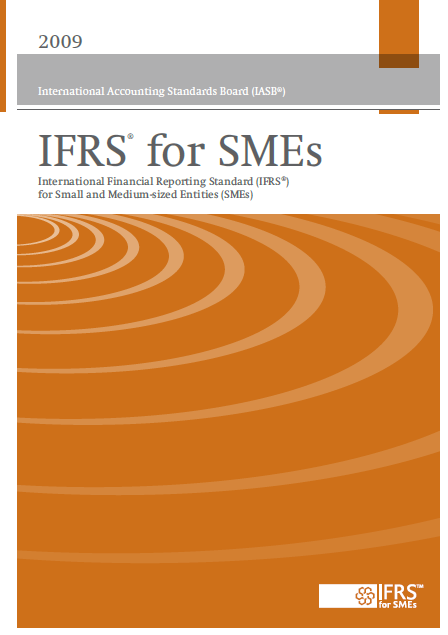 2009
International Accounting Standards Board (IASB®)
IFRS® for SMEs
International Financial Reporting Standard (IFRS®)
for Small and Medium-sized Entities (SMEs)
IFRS™
for SMEs